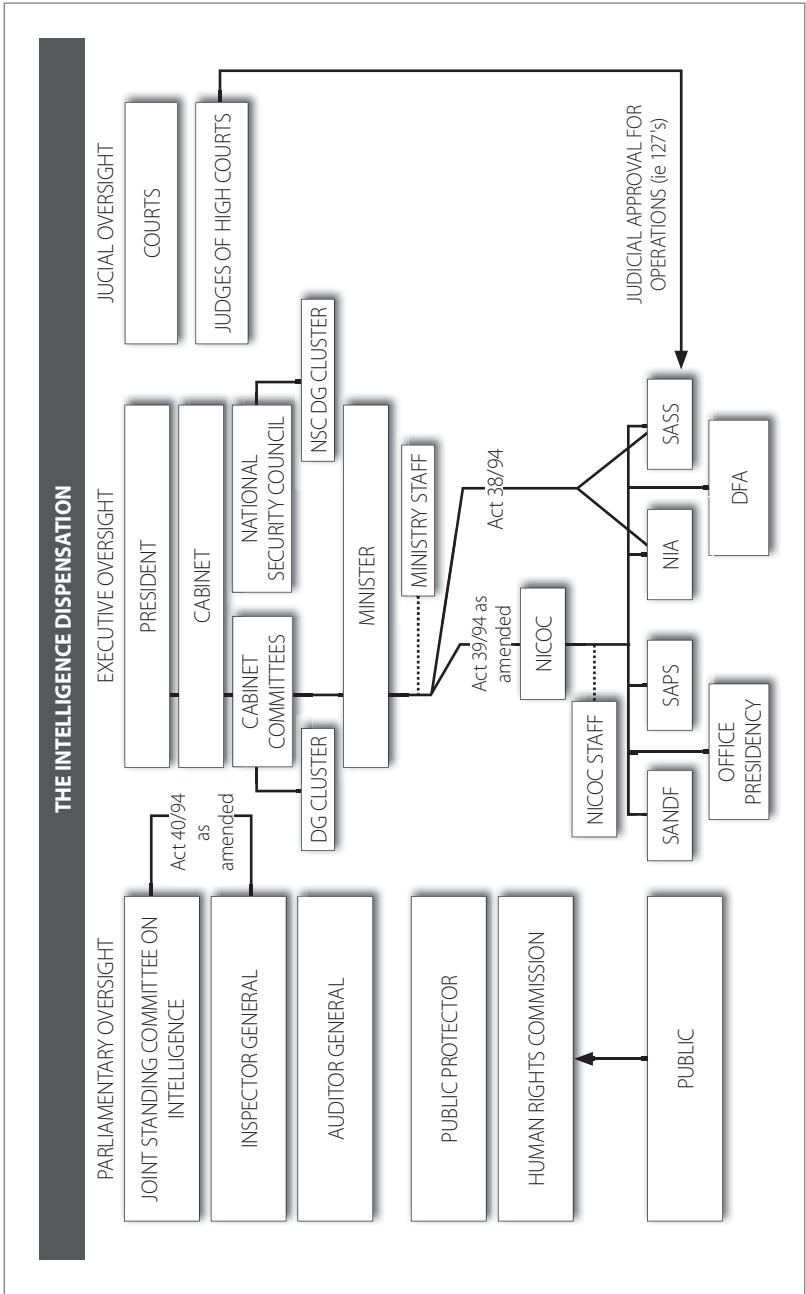 THE INTELLIGENCE DISPENSATION
PARLIAMENTARY OVERSIGHT
JOINT STANDING COMMITTEE ON
INTELLIGENCE
Act 40/94
as
amended
INSPECTOR GENERAL
AUDITOR GENERAL
PUBLIC PROTECTOR
HUMAN RIGHTS COMMISSION
PUBLIC
EXECUTIVE OVERSIGHT
PRESIDENT
CABINET
CABINET
COMMITTEES
NATIONAL
SECURITY COUNCIL
DG CLUSTER
NSC DG CLUSTER
MINISTER
MINISTRY STAFF
Act 39/94 as
amended
Act 38/94
NICOC
NICOC STAFF
SANDF
SAPS
NIA
SASS
OFFICE
PRESIDENCY
DFA
JUCIAL OVERSIGHT
COURTS
JUDGES OF HIGH COURTS
JUDICIAL APPROVAL FOR
OPERATIONS (ie 127's)